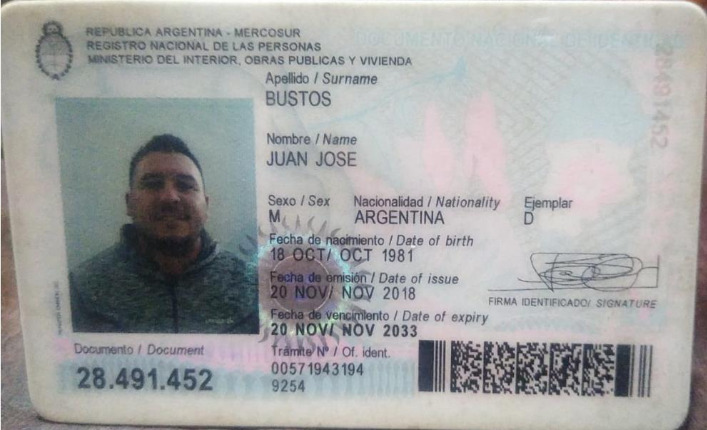 REPUBLICA ARGENTINA - MERCOSUR
REGISTRO NACIONAL DE LAS PERSONAS
MINISTERIO DEL INTERIOR, OBRAS PUBLICAS Y VIVIENDA
DOCUMENTO NACIONAL DE IDENTIDAD
Apellido / Surname
BUSTOS
Nombre / Name
JUAN JOSE
Sexo / Sex Nacionalidad / Nationality Ejemplar
M ARGENTINA D
Fecha de nacimiento / Date of birth
18 OCT/ OCT 1981
Fecha de emisión / Date of issue
20 NOV/ NOV 2018
FIRMA IDENTIFICADO/ SIGNATURE
Fecha de vencimiento / Date of expiry
20 NOV/ NOV 2033
Documento / Document
28.491.452
Trámite Nº / Of. ident.
00571943194
9254
28491452